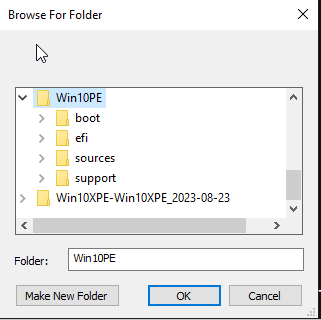 Browse For Folder
Win10PE
boot
efi
sources
support
Win10XPE-Win10XPE_2023-08-23
Folder: Win10PE
Make New Folder OK Cancel